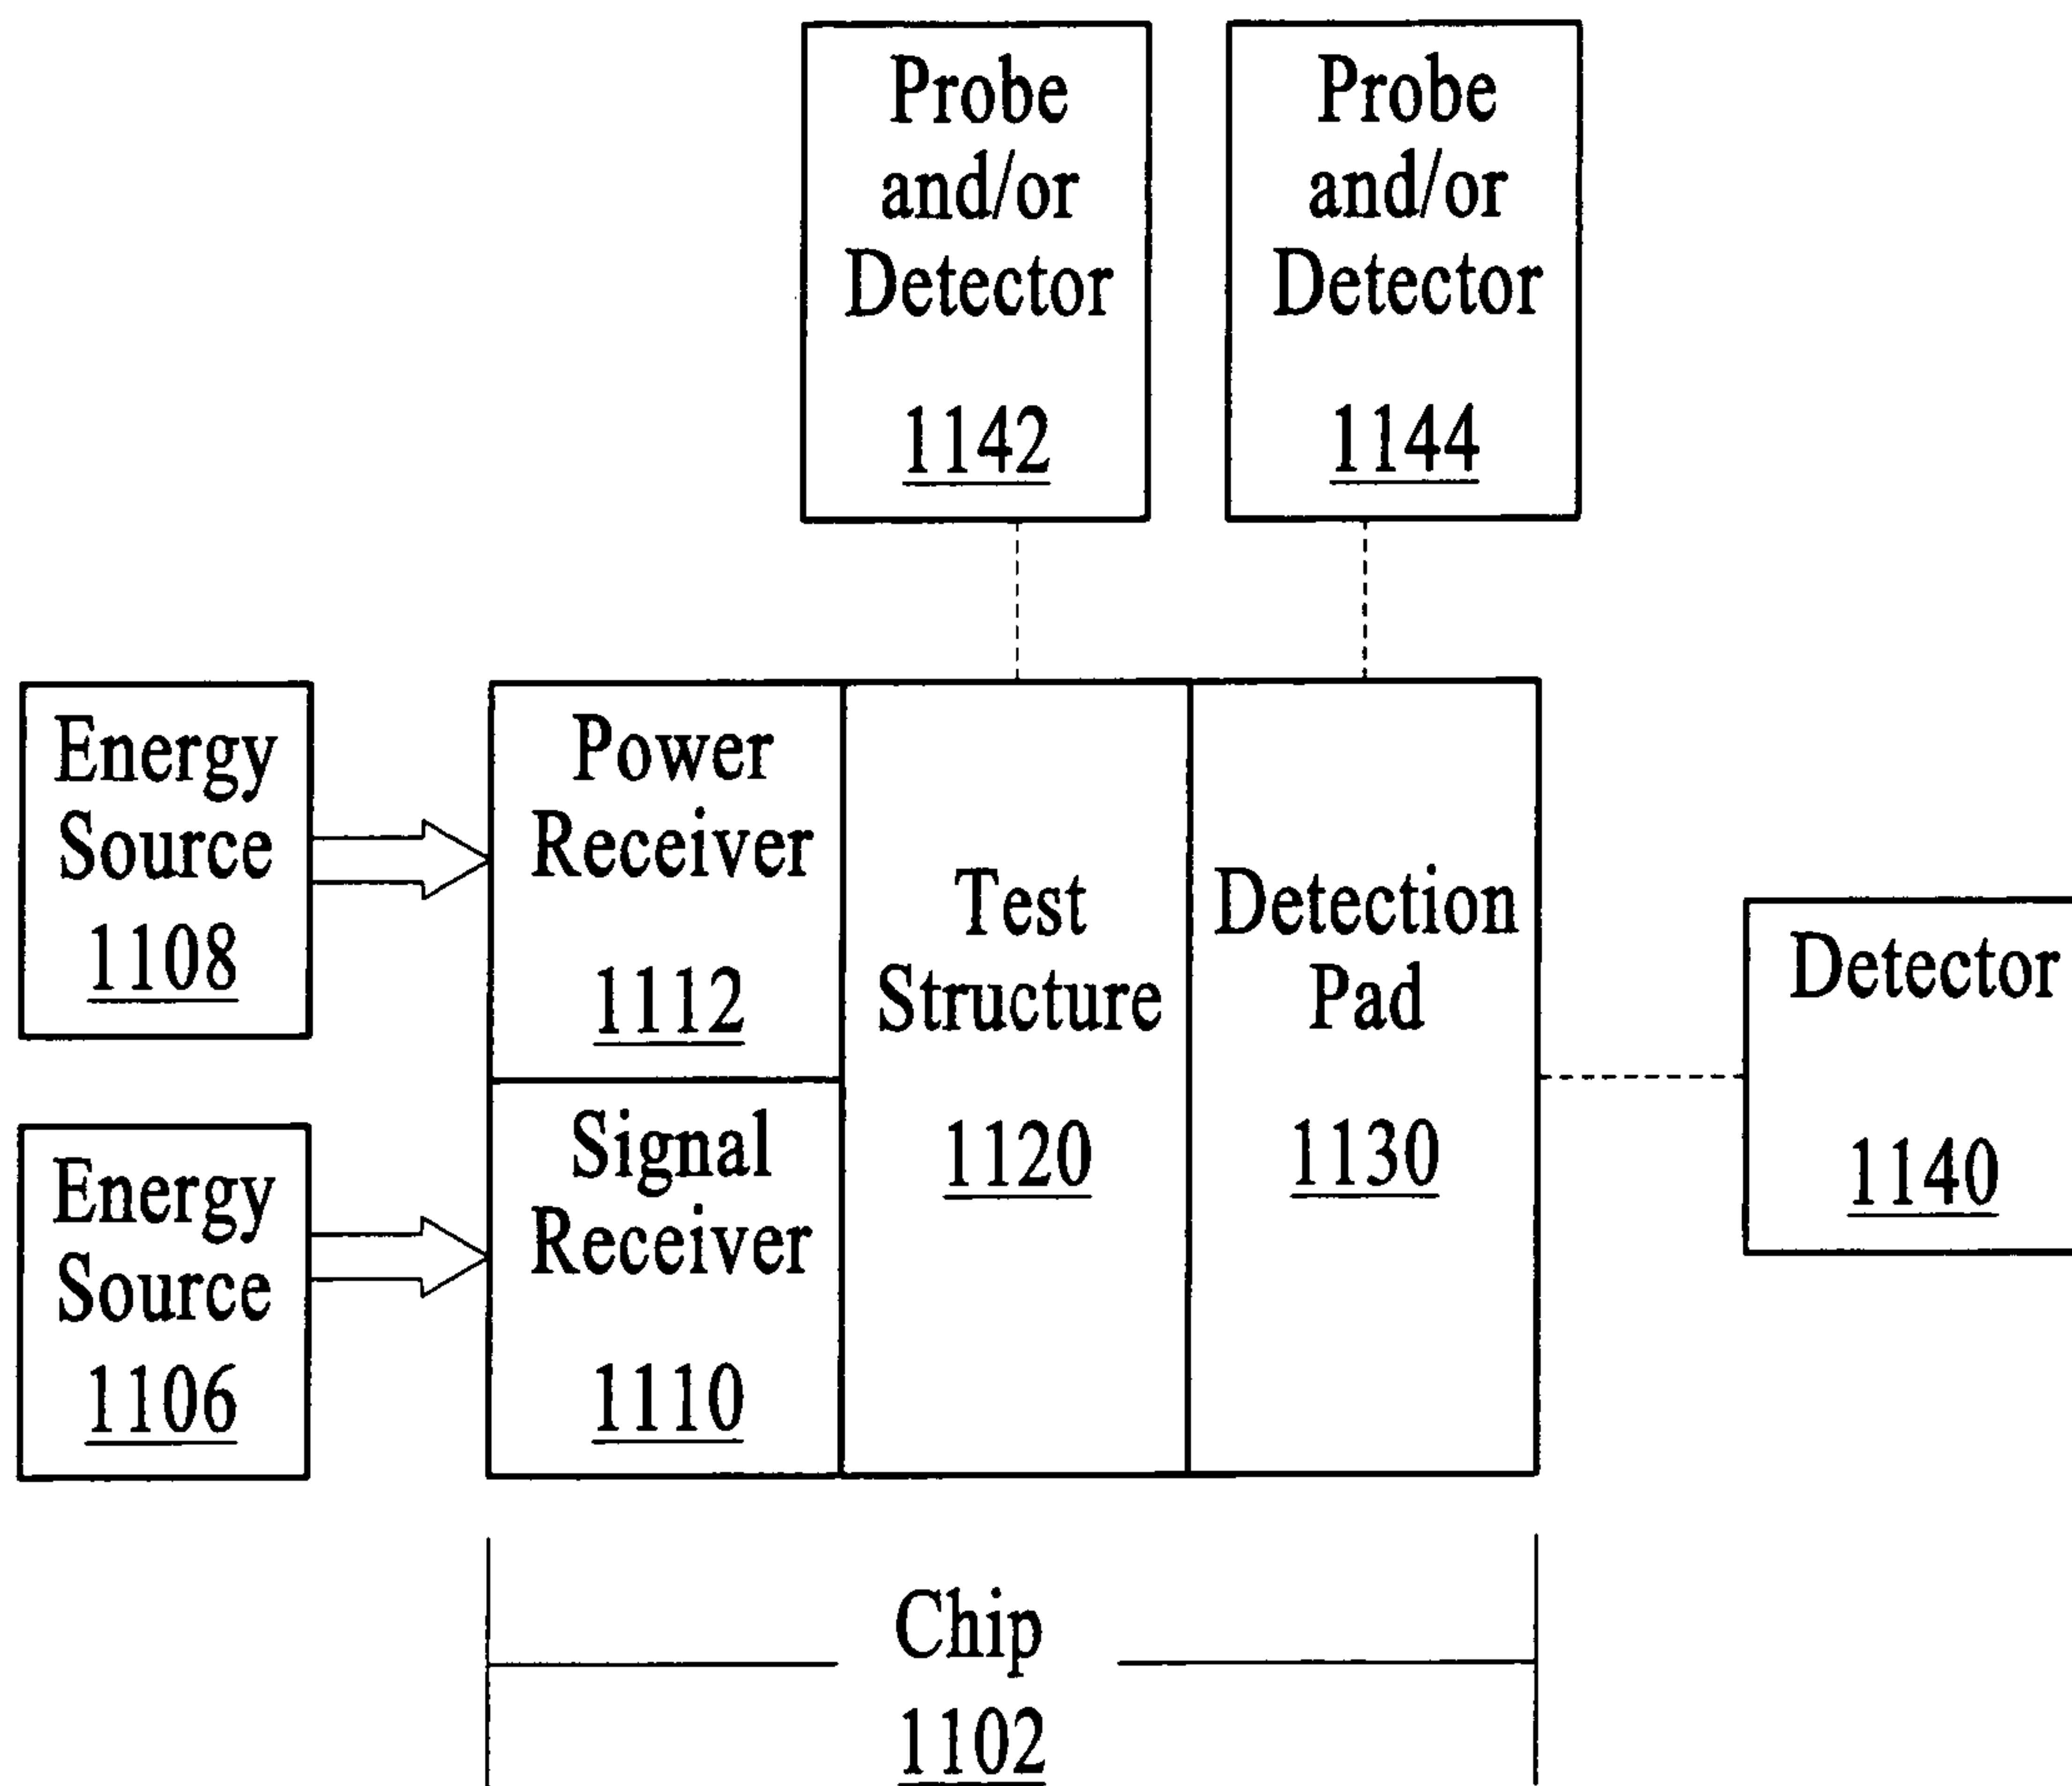 Probe
and/or
Detector
1142
Probe
and/or
Detector
1144
Energy
Source
1108
Power
Receiver
1112
Test
Structure
1120
Detection
Pad
1130
Detector
1140
Energy
Source
1106
Signal
Receiver
1110
Chip
1102